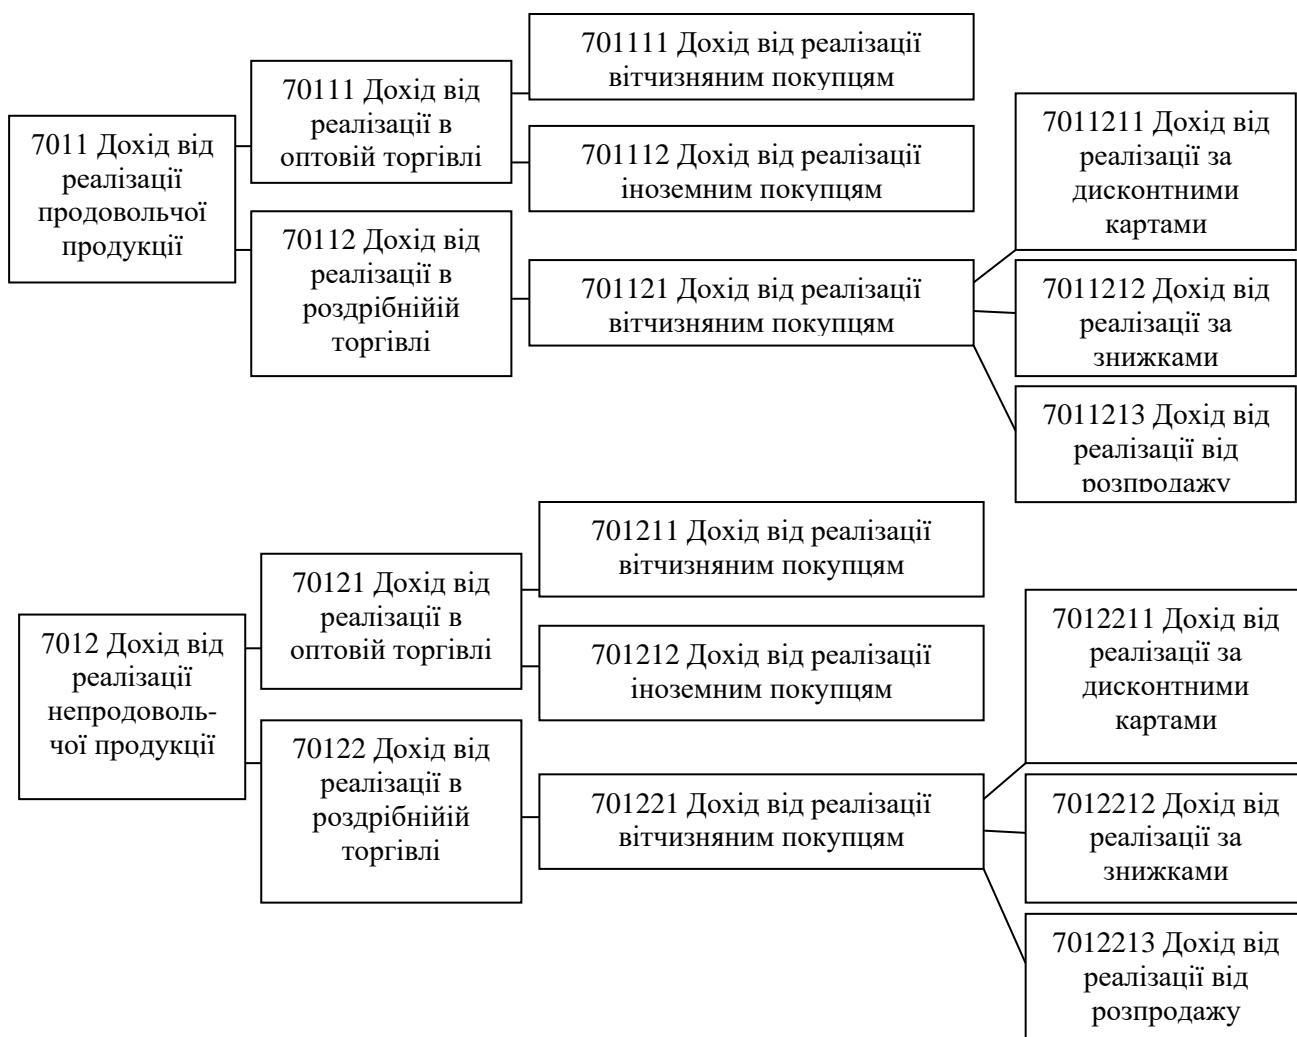 7011 Дохід від
реалізації
продовольчої
продукції
70111 Дохід від
реалізації в
оптовій торгівлі
701111 Дохід від реалізації
вітчизняним покупцям
701112 Дохід від реалізації
іноземним покупцям
70112 Дохід від
реалізації в
роздрібнійій
торгівлі
701121 Дохід від реалізації
вітчизняним покупцям
7011211 Дохід від
реалізації за
дисконтними
картами
7011212 Дохід від
реалізації за
знижками
7011213 Дохід від
реалізації від
розпродажу
7012 Дохід від
реалізації
непродоволь-
чої продукції
70121 Дохід від
реалізації в
оптовій торгівлі
701211 Дохід від реалізації
вітчизняним покупцям
701212 Дохід від реалізації
іноземним покупцям
70122 Дохід від
реалізації в
роздрібнійій
торгівлі
701221 Дохід від реалізації
вітчизняним покупцям
7012211 Дохід від
реалізації за
дисконтними
картами
7012212 Дохід від
реалізації за
знижками
7012213 Дохід від
реалізації від
розпродажу